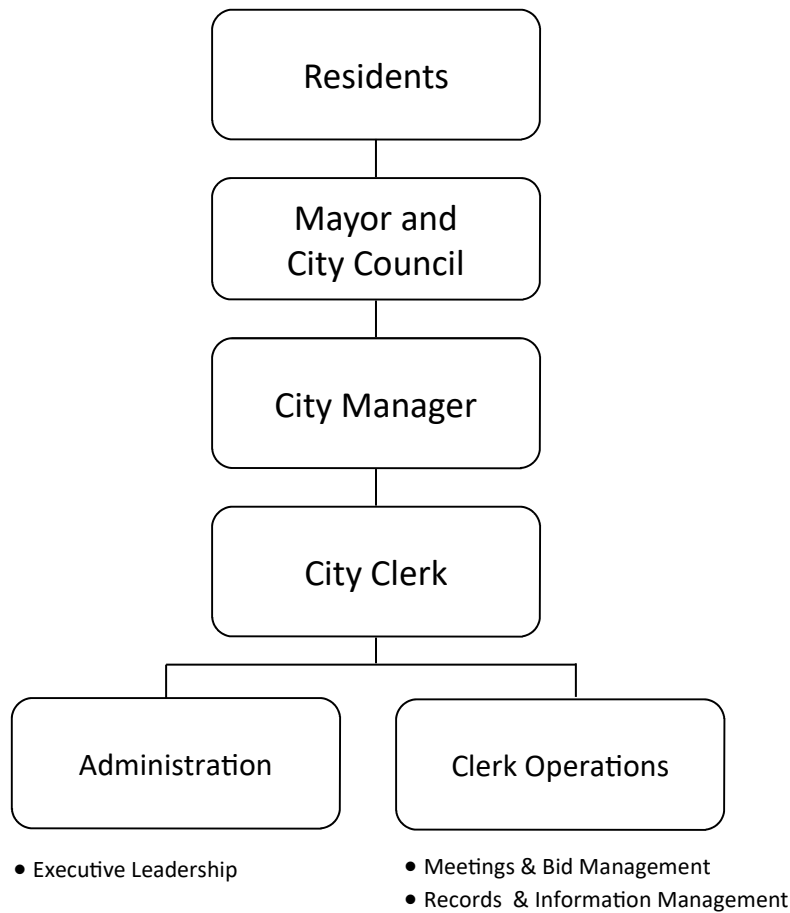 Residents
Mayor and
City Council
City Manager
City Clerk
Administration
Clerk Operations
• Executive Leadership
• Meetings & Bid Management
• Records & Information Management